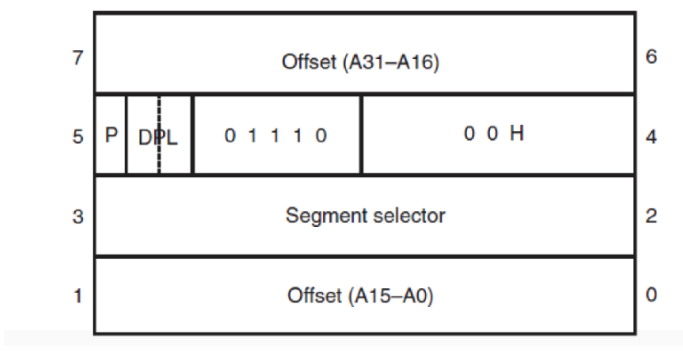 7 Offset (A31–A16) 6
5 P DPL 0 1 1 1 0 0 0 H 4
3 Segment selector 2
1 Offset (A15–A0) 0